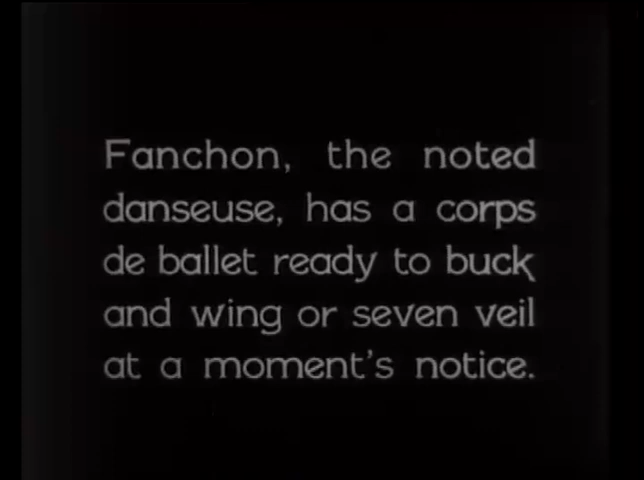 Fanchon, the noted
danseuse, has a corps
de ballet ready to buck
and wing or seven veil
at a moment's notice.